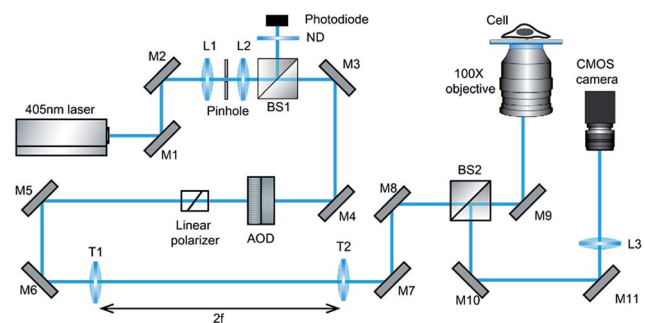 Photodiode
ND
Cell
M2
L1
L2
M3
CMOS
camera
100X
objective
405nm laser
Pinhole
BS1
M1
M5
M8
BS2
M4
M9
Linear
polarizer
AOD
T1
T2
L3
M6
M7
M10
M11
2f